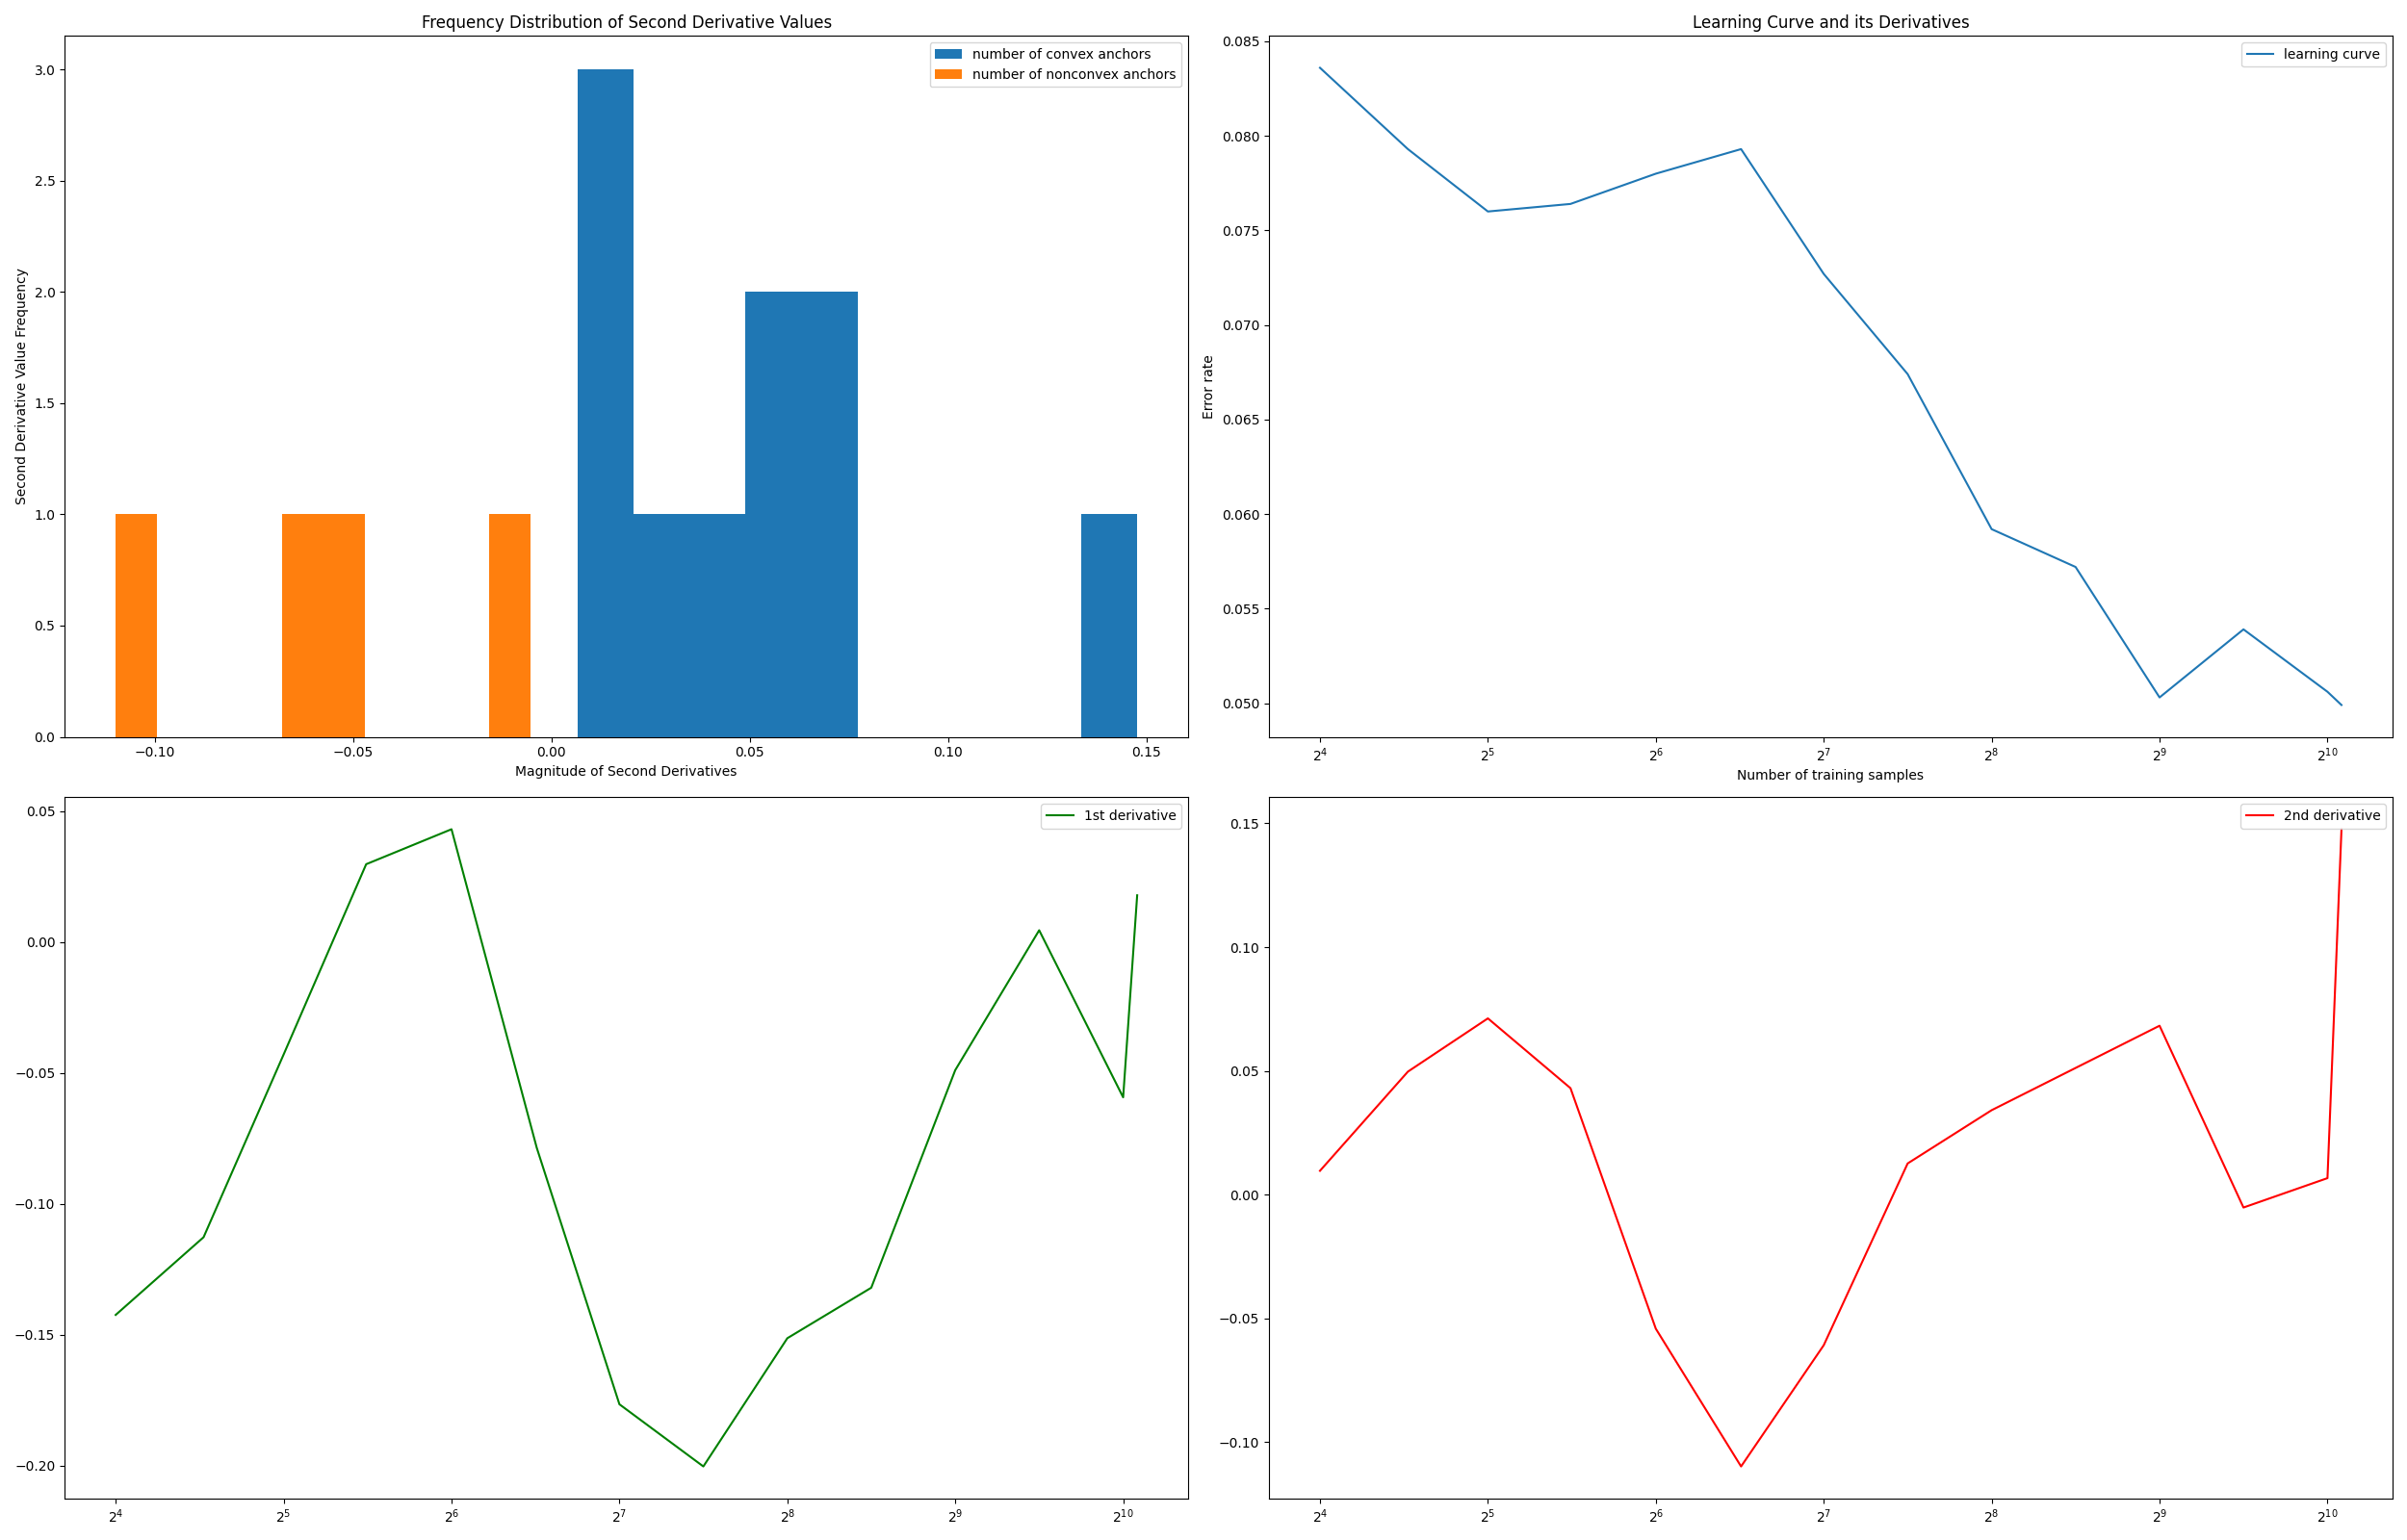 Frequency Distribution of Second Derivative Values
number of convex anchors
number of nonconvex anchors
Second Derivative Value Frequency
3.0
2.5
2.0
1.5
1.0
0.5
0.0
−0.10 −0.05 0.00 0.05 0.10 0.15
Magnitude of Second Derivatives
Learning Curve and its Derivatives
learning curve
Error rate
0.085
0.080
0.075
0.070
0.065
0.060
0.055
0.050
2⁴ 2⁵ 2⁶ 2⁷ 2⁸ 2⁹ 2¹⁰
Number of training samples
1st derivative
0.05
0.00
−0.05
−0.10
−0.15
−0.20
2⁴ 2⁵ 2⁶ 2⁷ 2⁸ 2⁹ 2¹⁰
2nd derivative
0.15
0.10
0.05
0.00
−0.05
−0.10
2⁴ 2⁵ 2⁶ 2⁷ 2⁸ 2⁹ 2¹⁰